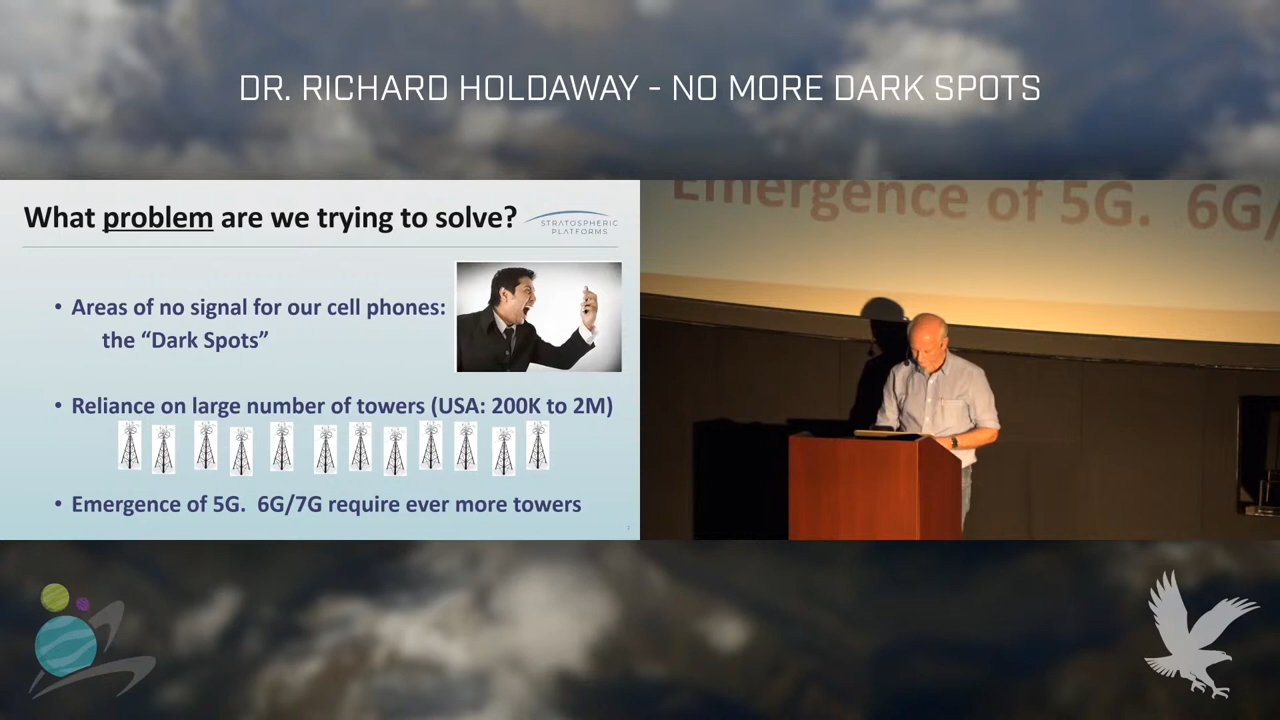 DR. RICHARD HOLDAWAY - NO MORE DARK SPOTS
What problem are we trying to solve?
STRATOSPHERIC
PLATFORMS
• Areas of no signal for our cell phones:
the “Dark Spots”
• Reliance on large number of towers (USA: 200K to 2M)
• Emergence of 5G.  6G/7G require ever more towers
2
Emergence of 5G.  6G/